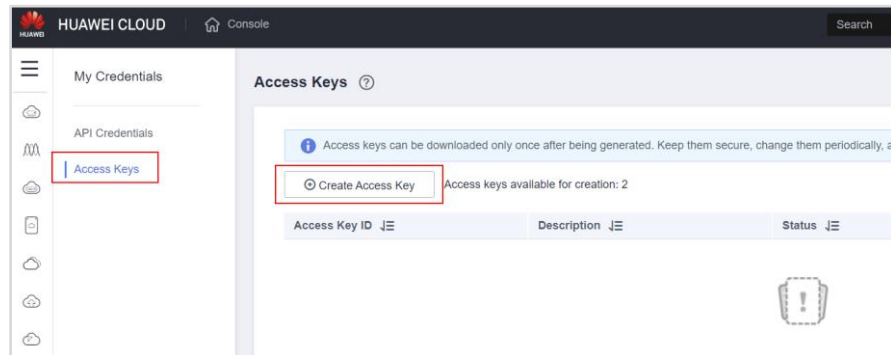 HUAWEI
HUAWEI CLOUD
Console
Search
My Credentials
API Credentials
Access Keys
Access Keys
Access keys can be downloaded only once after being generated. Keep them secure, change them periodically, a
Create Access Key
Access keys available for creation: 2
Access Key ID
Description
Status